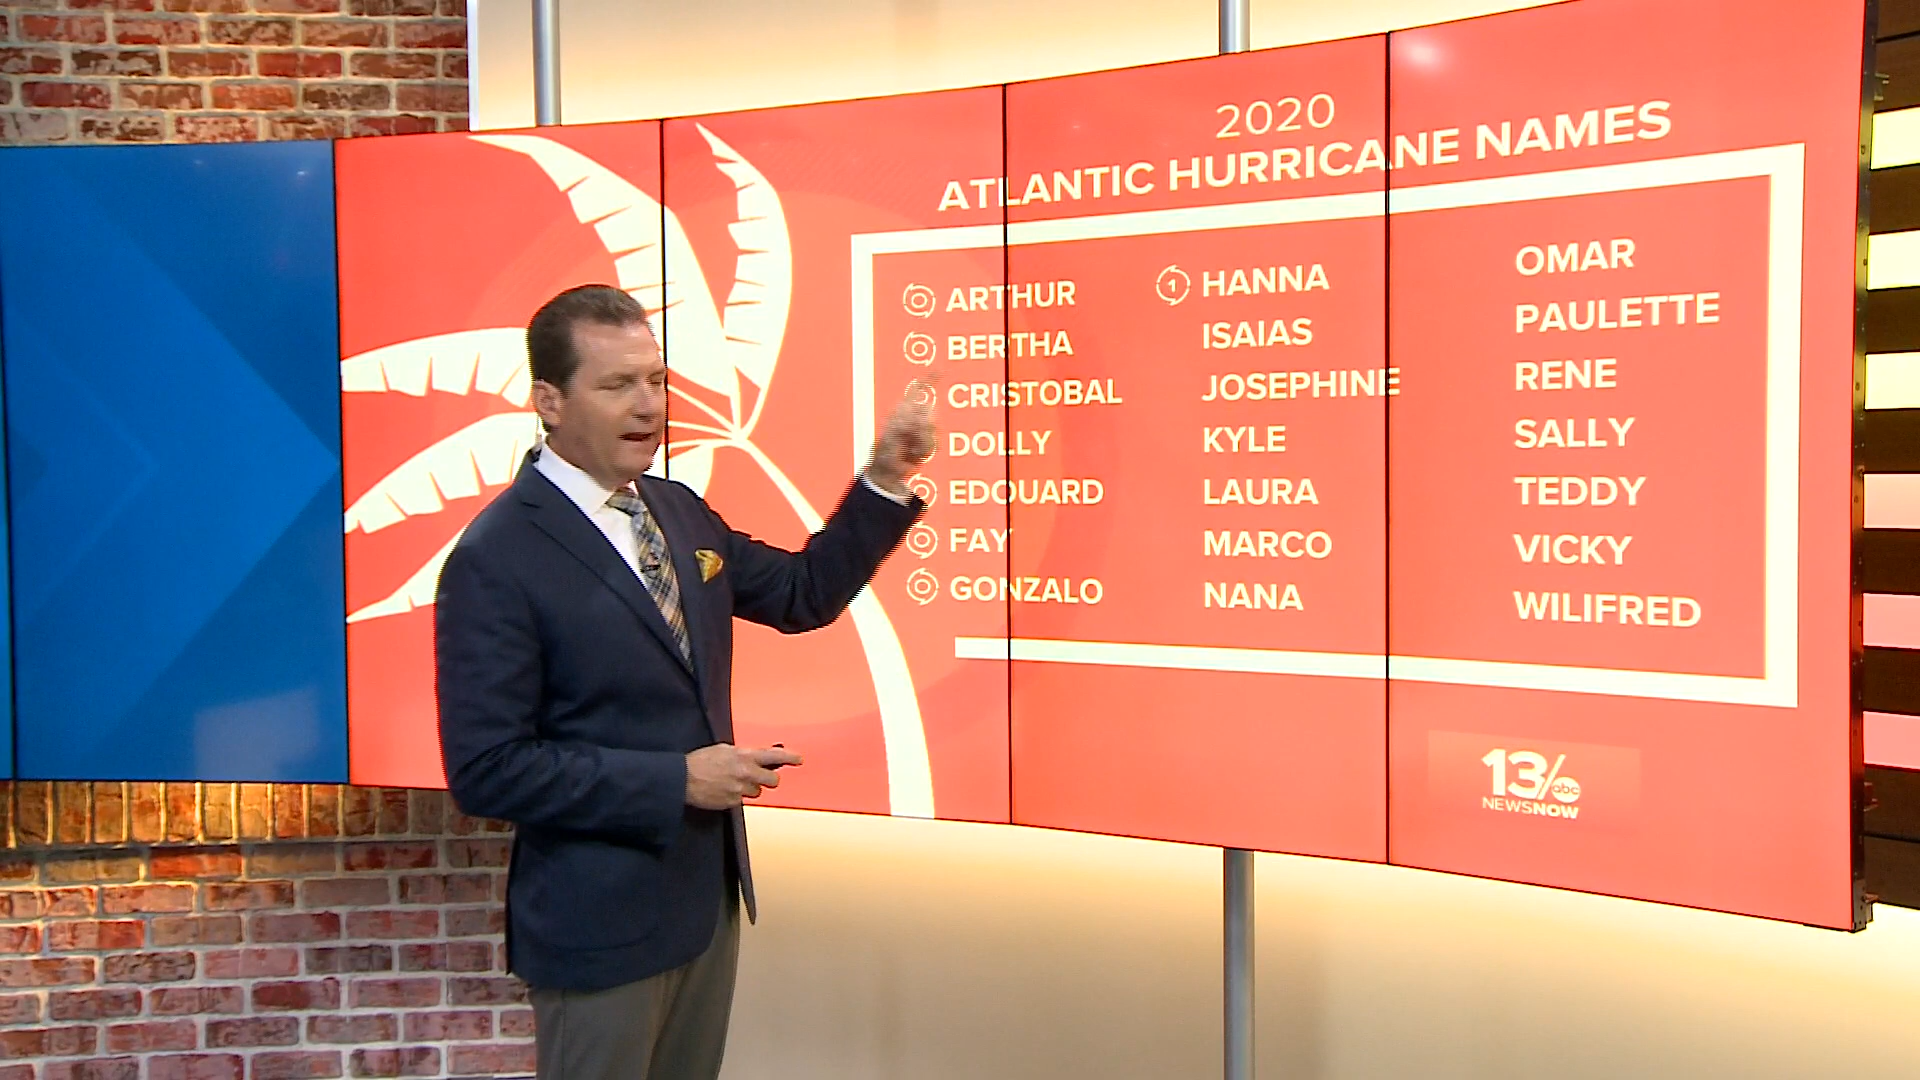 2020
ATLANTIC HURRICANE NAMES
ARTHUR
BERTHA
CRISTOBAL
DOLLY
EDOUARD
FAY
GONZALO
1 HANNA
ISAIAS
JOSEPHINE
KYLE
LAURA
MARCO
NANA
OMAR
PAULETTE
RENE
SALLY
TEDDY
VICKY
WILIFRED
13/ abc
NEWSNOW